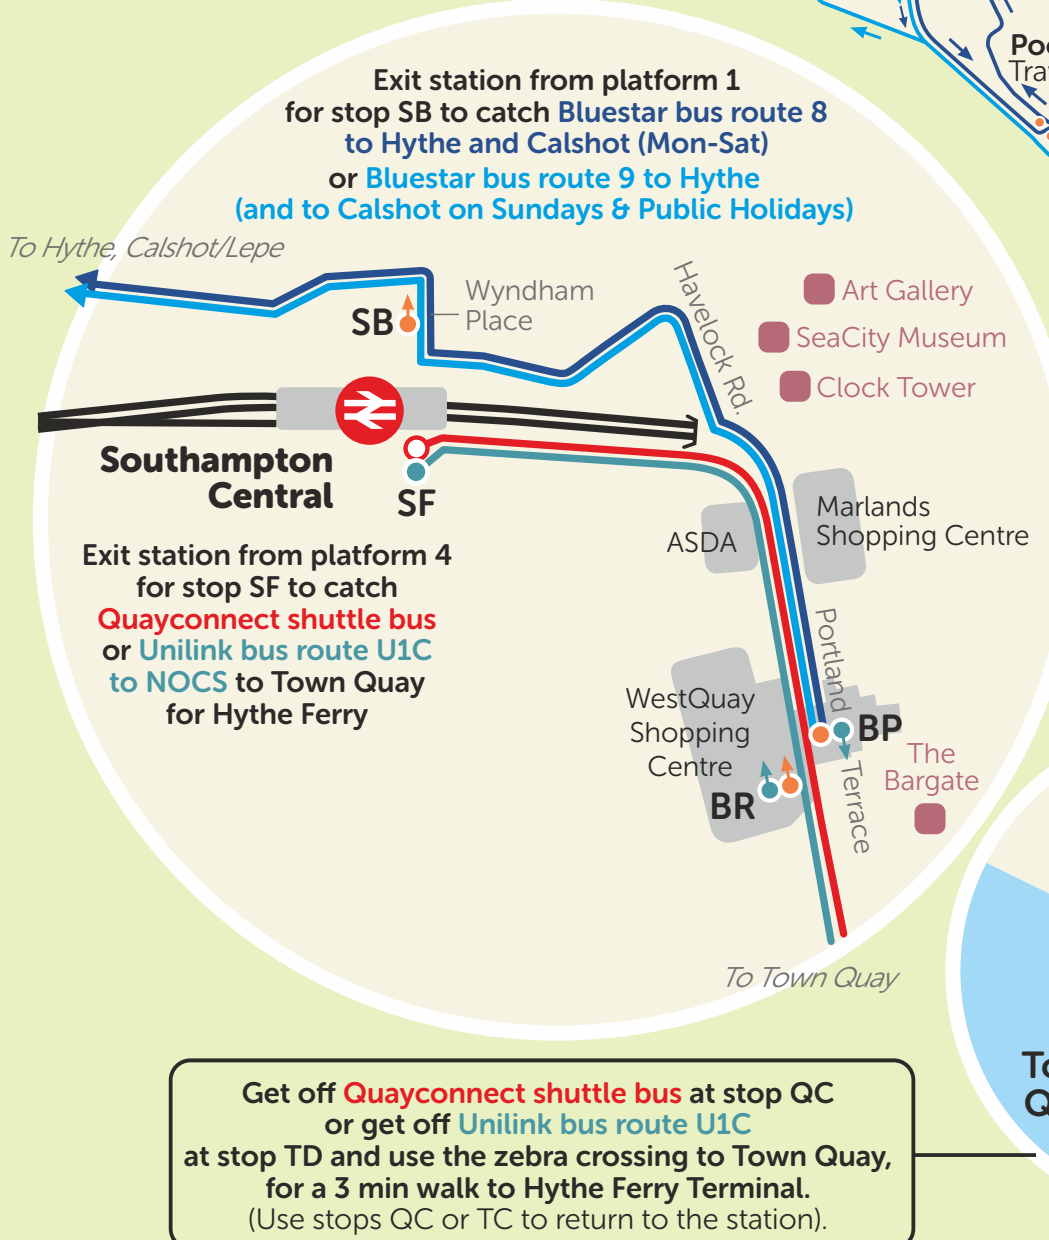 Poo
Tra
Exit station from platform 1
for stop SB to catch Bluestar bus route 8
to Hythe and Calshot (Mon-Sat)
or Bluestar bus route 9 to Hythe
(and to Calshot on Sundays & Public Holidays)
To Hythe, Calshot/Lepe
SB
Wyndham
Place
Havelock Rd.
Art Gallery
SeaCity Museum
Clock Tower
Southampton
Central
SF
Exit station from platform 4
for stop SF to catch
Quayconnect shuttle bus
or Unilink bus route U1C
to NOCS to Town Quay
for Hythe Ferry
ASDA
Marlands
Shopping Centre
Portland Terrace
WestQuay
Shopping
Centre
BP
BR
The
Bargate
To Town Quay
To
Q
Get off Quayconnect shuttle bus at stop QC
or get off Unilink bus route U1C
at stop TD and use the zebra crossing to Town Quay,
for a 3 min walk to Hythe Ferry Terminal.
(Use stops QC or TC to return to the station).